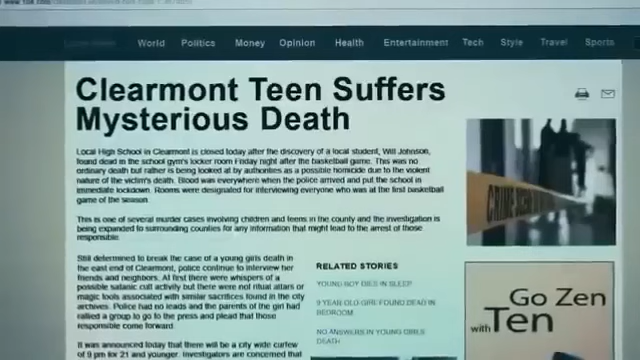 World Politics Money Opinion Health Entertainment Tech Style Travel Sports
Clearmont Teen Suffers
Mysterious Death
Local High School in Clearmont is closed today after the discovery of a local student, Will Johnson,
found dead in the school gym's locker room Friday night after the basketball game. This was no
ordinary death but rather is being looked at by authorities as a possible homicide due to the violent
nature of the victim's death. Blood was everywhere when the police arrived and put the school in
immediate lockdown. Rooms were designated for interviewing everyone who was at the first basketball
game of the season.
This is one of several murder cases involving children and teens in the county and the investigation is
being expanded to surrounding counties for any information that might lead to the arrest of those
responsible.
Still determined to break the case of a young girls death in
the east end of Clearmont, police continue to interview her
friends and neighbors. At first there were whispers of a
possible satanic cult activity but there were not ritual altars or
magic tools associated with similar sacrifices found in the city
archives. Police had no leads and the parents of the girl had
rallied a group to go to the press and plead that those
responsible come forward.
It was announced today that there will be a city wide curfew
of 9 pm for 21 and younger. Investigators are concerned that
RELATED STORIES
YOUNG BOY DIES IN SLEEP
9 YEAR OLD GIRL FOUND DEAD IN
BEDROOM
NO ANSWERS IN YOUNG GIRLS
DEATH
CRIME
Go Zen
with Ten